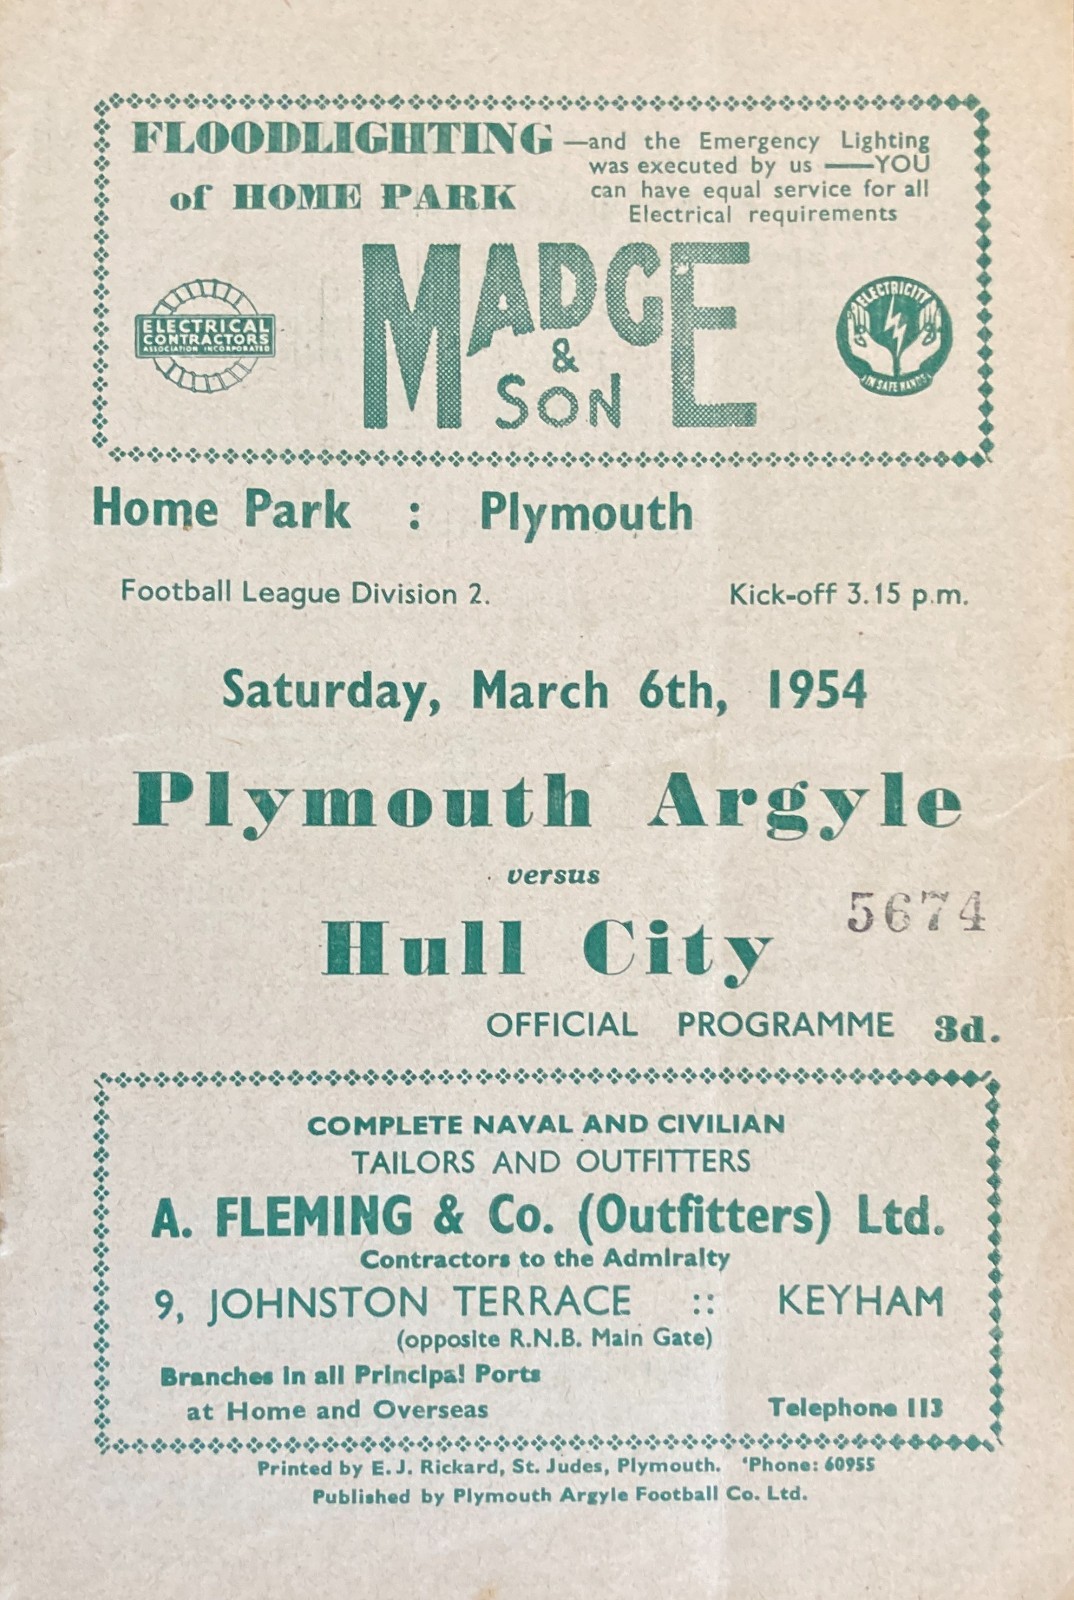 FLOODLIGHTING —and the Emergency Lighting
was executed by us —YOU
of HOME PARK can have equal service for all
Electrical requirements
MADGE
&
SON
ELECTRICAL
CONTRACTORS
ASSOCIATION INCORPORATED
ELECTRICITY
IN SAFE HANDS
Home Park : Plymouth
Football League Division 2. Kick-off 3.15 p.m.
Saturday, March 6th, 1954
Plymouth Argyle
versus
Hull City
5674
OFFICIAL PROGRAMME 3d.
COMPLETE NAVAL AND CIVILIAN
TAILORS AND OUTFITTERS
A. FLEMING & Co. (Outfitters) Ltd.
Contractors to the Admiralty
9, JOHNSTON TERRACE :: KEYHAM
(opposite R.N.B. Main Gate)
Branches in all Principal Ports
at Home and Overseas Telephone 113
Printed by E. J. Rickard, St. Judes, Plymouth. 'Phone: 60955
Published by Plymouth Argyle Football Co. Ltd.